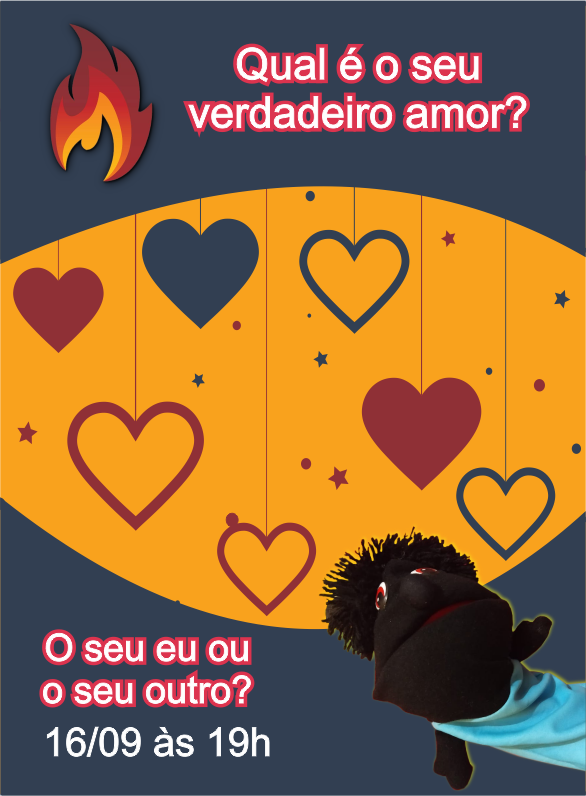 Qual é o seu
verdadeiro amor?
O seu eu ou
o seu outro?
16/09 às 19h